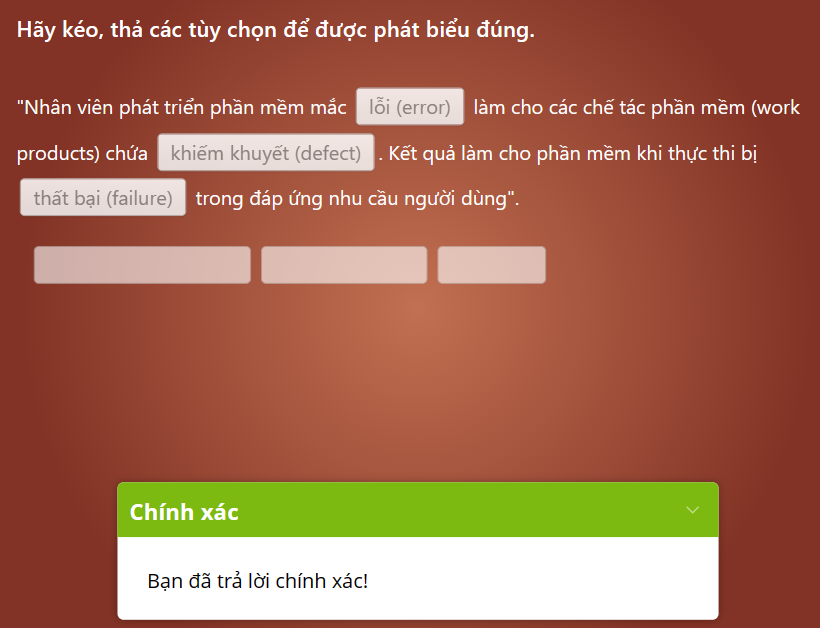 Hãy kéo, thả các tùy chọn để được phát biểu đúng.
"Nhân viên phát triển phần mềm mắc lỗi (error) làm cho các chế tác phần mềm (work
products) chứa khiếm khuyết (defect) . Kết quả làm cho phần mềm khi thực thi bị
thất bại (failure) trong đáp ứng nhu cầu người dùng".
Chính xác
Bạn đã trả lời chính xác!